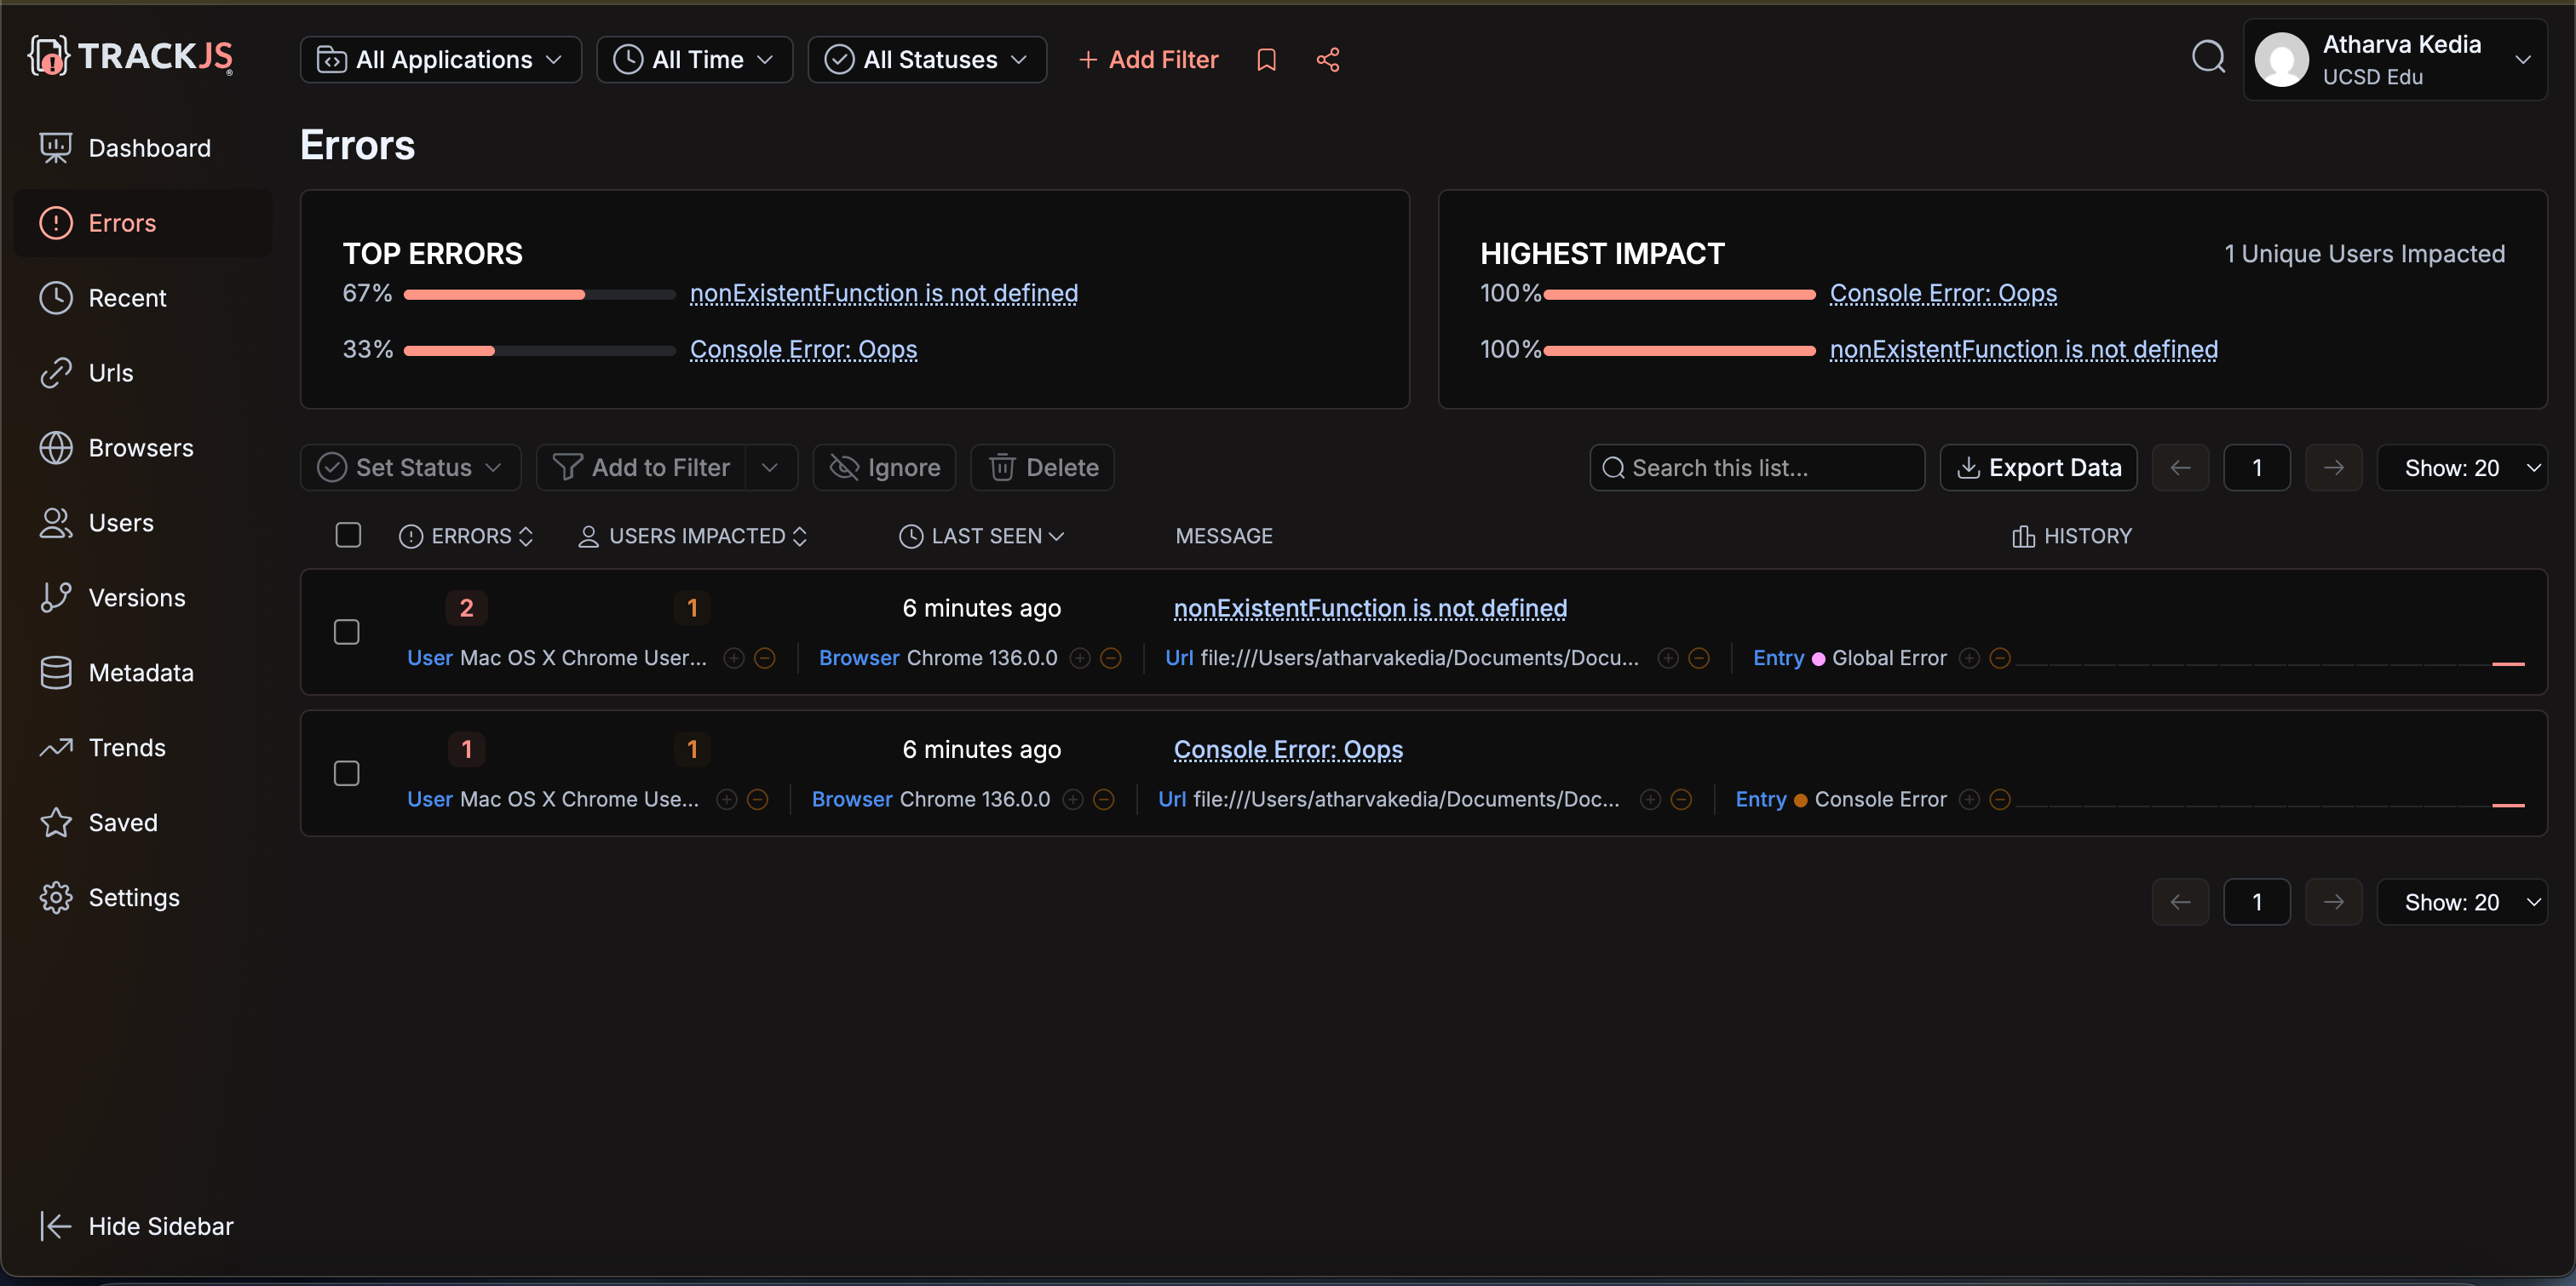 TRACKJS
All Applications
All Time
All Statuses
+ Add Filter
Atharva Kedia
UCSD Edu
Dashboard
Errors
Recent
Urls
Browsers
Users
Versions
Metadata
Trends
Saved
Settings
Hide Sidebar
Errors
TOP ERRORS
67% nonExistentFunction is not defined
33% Console Error: Oops
HIGHEST IMPACT
1 Unique Users Impacted
100% Console Error: Oops
100% nonExistentFunction is not defined
Set Status
Add to Filter
Ignore
Delete
Search this list...
Export Data
1
Show: 20
ERRORS USERS IMPACTED LAST SEEN MESSAGE HISTORY
2 1 6 minutes ago nonExistentFunction is not defined
User Mac OS X Chrome User... Browser Chrome 136.0.0 Url file:///Users/atharvakedia/Documents/Docu... Entry Global Error
1 1 6 minutes ago Console Error: Oops
User Mac OS X Chrome Use... Browser Chrome 136.0.0 Url file:///Users/atharvakedia/Documents/Doc... Entry Console Error
1
Show: 20